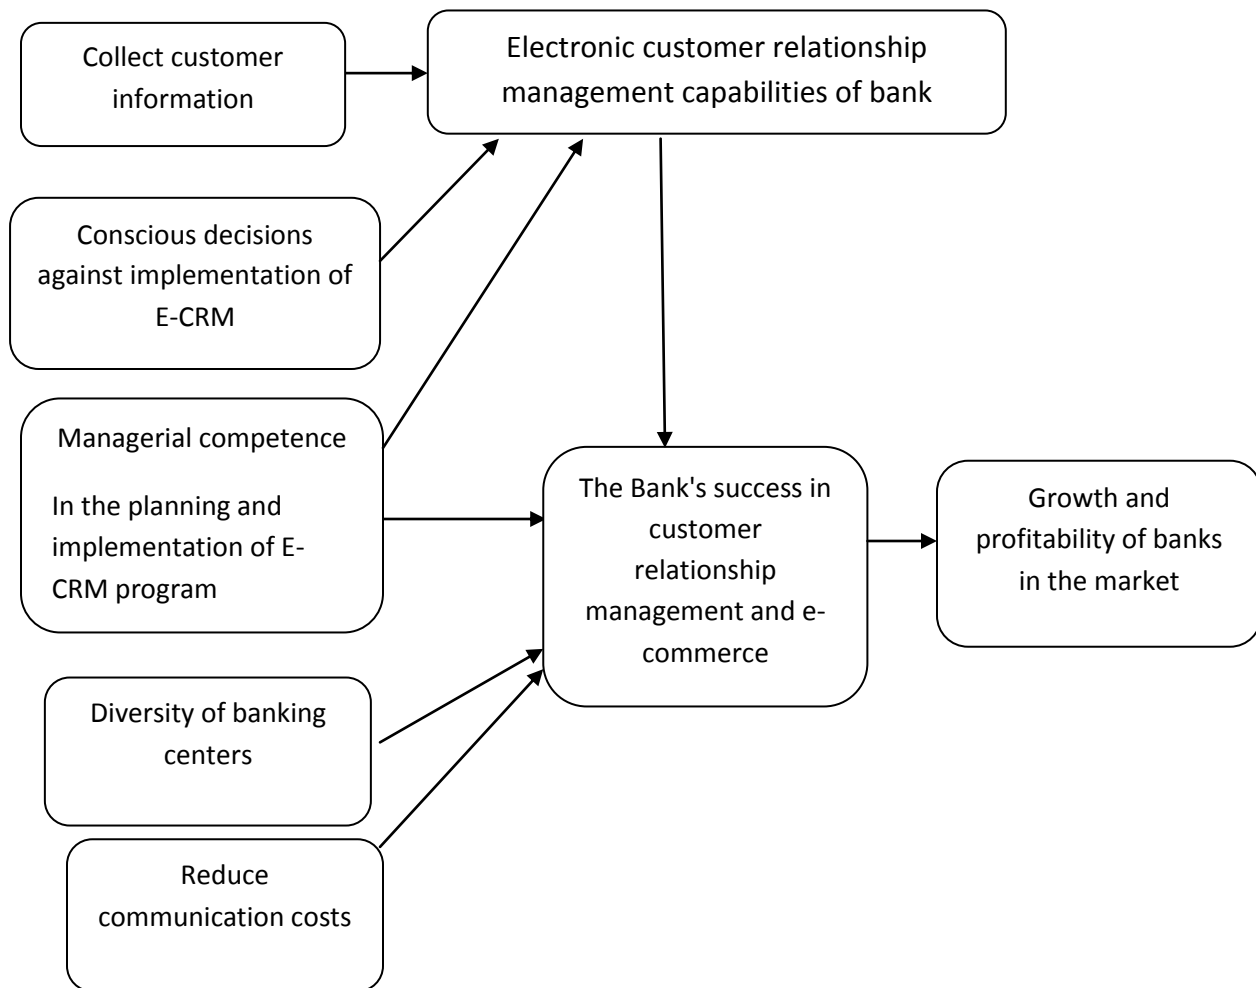 Collect customer
information
Electronic customer relationship
management capabilities of bank
Conscious decisions
against implementation of
E-CRM
Managerial competence
In the planning and
implementation of E-
CRM program
The Bank's success in
customer
relationship
management and e-
commerce
Growth and
profitability of banks
in the market
Diversity of banking
centers
Reduce
communication costs